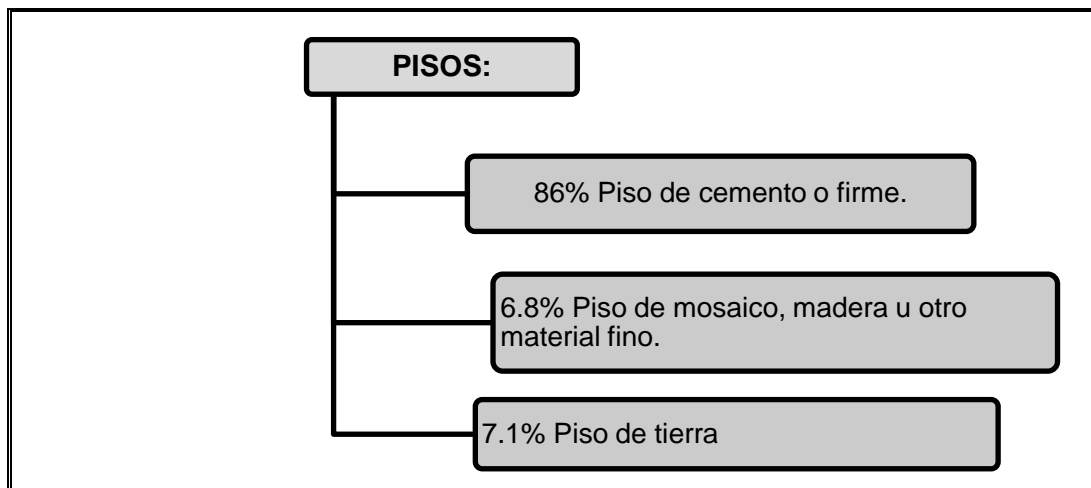 PISOS:
86% Piso de cemento o firme.
6.8% Piso de mosaico, madera u otro
material fino.
7.1% Piso de tierra